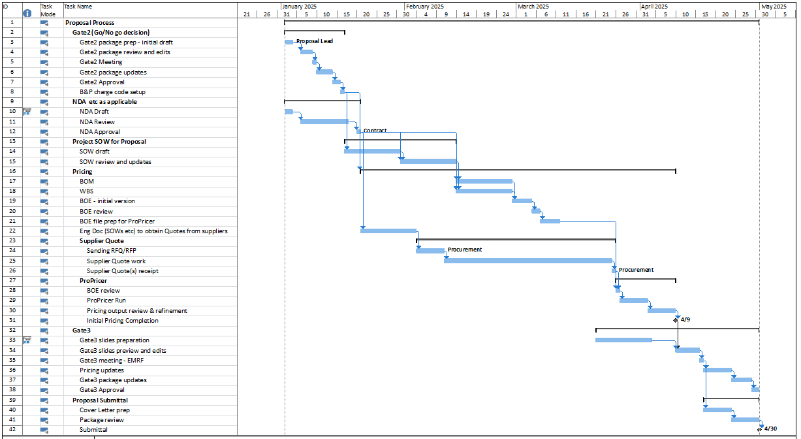 ID Task Mode Task Name January 2025 February 2025 March 2025 April 2025 May 2025
21 26 31 5 10 15 20 25 30 4 9 14 19 24 1 6 11 16 21 26 31 5 10 15 20 25 30 5
1 Proposal Process
2 Gate2 (Go/No go decision)
3 Gate2 package prep - initial draft Proposal Lead
4 Gate2 package review and edits
5 Gate2 Meeting
6 Gate2 package updates
7 Gate2 Approval
8 B&P charge code setup
9 NDA etc as applicable
10 NDA Draft
11 NDA Review
12 NDA Approval Contract
13 Project SOW for Proposal
14 SOW draft
15 SOW review and updates
16 Pricing
17 BOM
18 WBS
19 BOE - initial version
20 BOE review
21 BOE file prep for ProPricer
22 Eng Doc (SOWs etc) to obtain Quotes from suppliers
23 Supplier Quote
24 Sending RFQ/RFP Procurement
25 Supplier Quote work
26 Supplier Quote(s) receipt Procurement
27 ProPricer
28 BOE review
29 ProPricer Run
30 Pricing output review & refinement
31 Initial Pricing Completion 4/9
32 Gate3
33 Gate3 slides preparation
34 Gate3 slides preview and edits
35 Gate3 meeting - EMRF
36 Pricing updates
37 Gate3 package updates
38 Gate3 Approval
39 Proposal Submittal
40 Cover Letter prep
41 Package review
42 Submittal 4/30